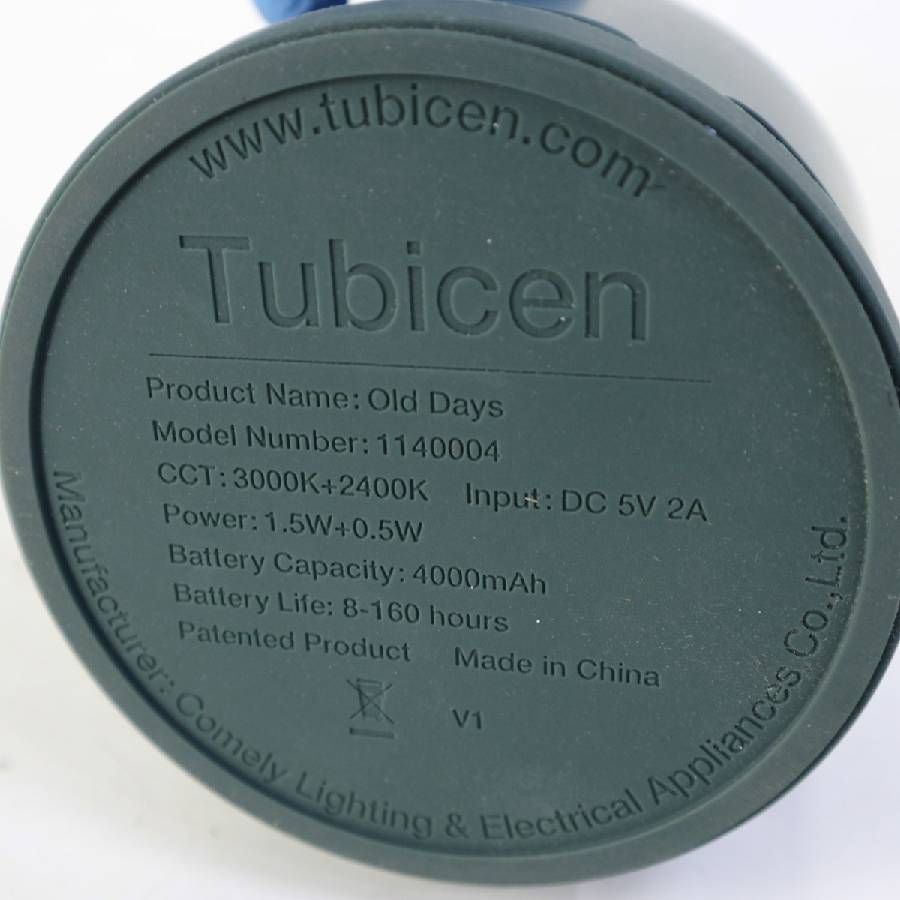 www.tubicen.com
Tubicen
Product Name: Old Days
Model Number: 1140004
CCT: 3000K+2400K Input: DC 5V 2A
Power: 1.5W+0.5W
Battery Capacity: 4000mAh
Battery Life: 8-160 hours
Patented Product Made in China
V1
Manufacturer: Comely Lighting & Electrical Appliances Co.,Ltd.